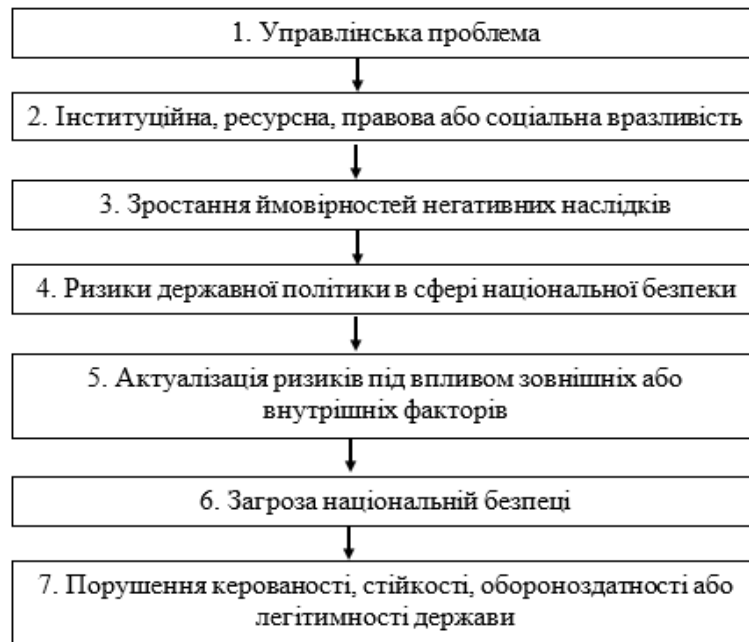 1. Управлінська проблема
2. Інституційна, ресурсна, правова або соціальна вразливість
3. Зростання ймовірностей негативних наслідків
4. Ризики державної політики в сфері національної безпеки
5. Актуалізація ризиків під впливом зовнішніх або
внутрішніх факторів
6. Загроза національній безпеці
7. Порушення керованості, стійкості, обороноздатності або
легітимності держави